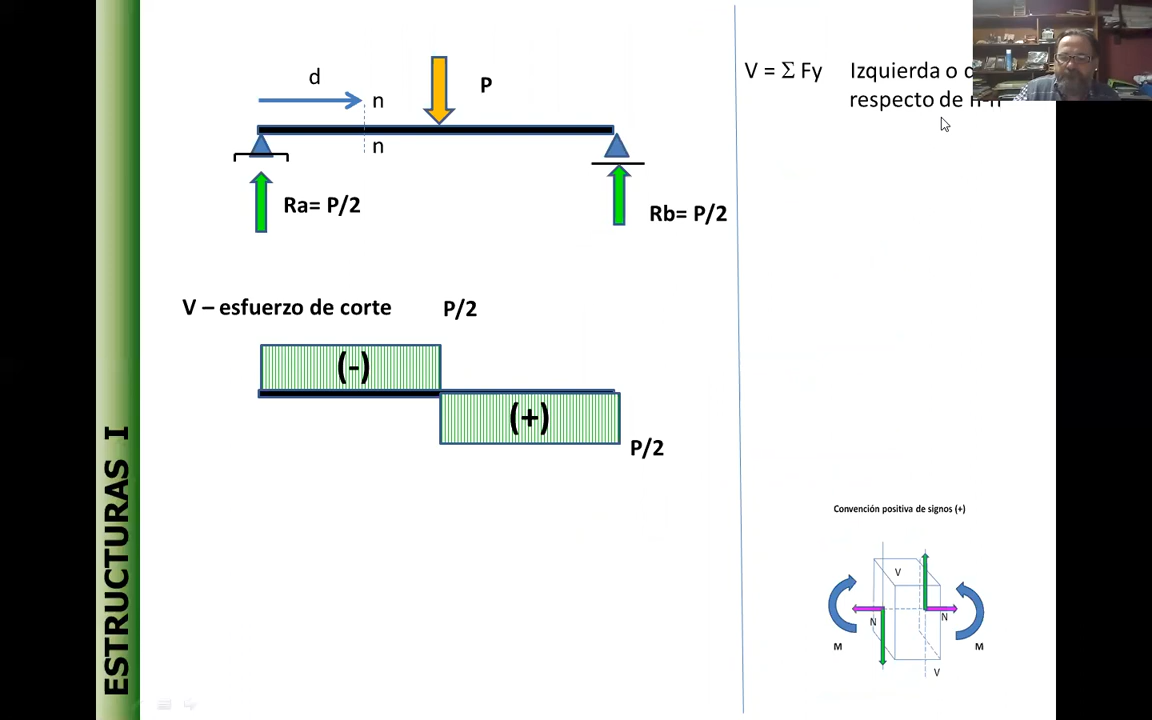 ESTRUCTURAS I
d
n
P
n
Ra= P/2
Rb= P/2
V – esfuerzo de corte
P/2
(-)
(+)
P/2
V = Σ Fy
Izquierda o
respecto de
Convención positiva de signos (+)
V
N
N
M
M
V